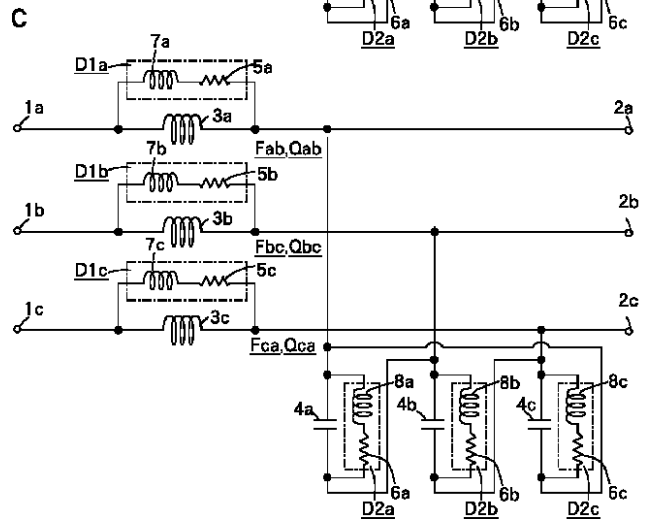 C
6a
6b
6c
D2a
D2b
D2c
7a
D1a
5a
1a
3a
2a
Fab,Qab
7b
D1b
5b
1b
3b
2b
Fbc,Qbc
7c
D1c
5c
1c
3c
2c
Fca,Qca
8a
8b
8c
4a
4b
4c
6a
6b
6c
D2a
D2b
D2c